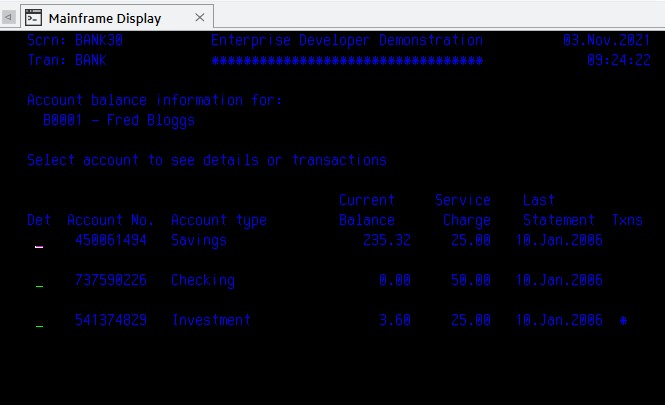 Mainframe Display
Scrn: BANK30 Enterprise Developer Demonstration 03.Nov.2021
Tran: BANK ********************************** 09:24:22
Account balance information for:
B0001 - Fred Bloggs
Select account to see details or transactions
Current Service Last
Det Account No. Account type Balance Charge Statement Txns
_ 450061494 Savings 235.32 25.00 10.Jan.2006
_ 737590226 Checking 0.00 50.00 10.Jan.2006
_ 541374829 Investment 3.60 25.00 10.Jan.2006 *